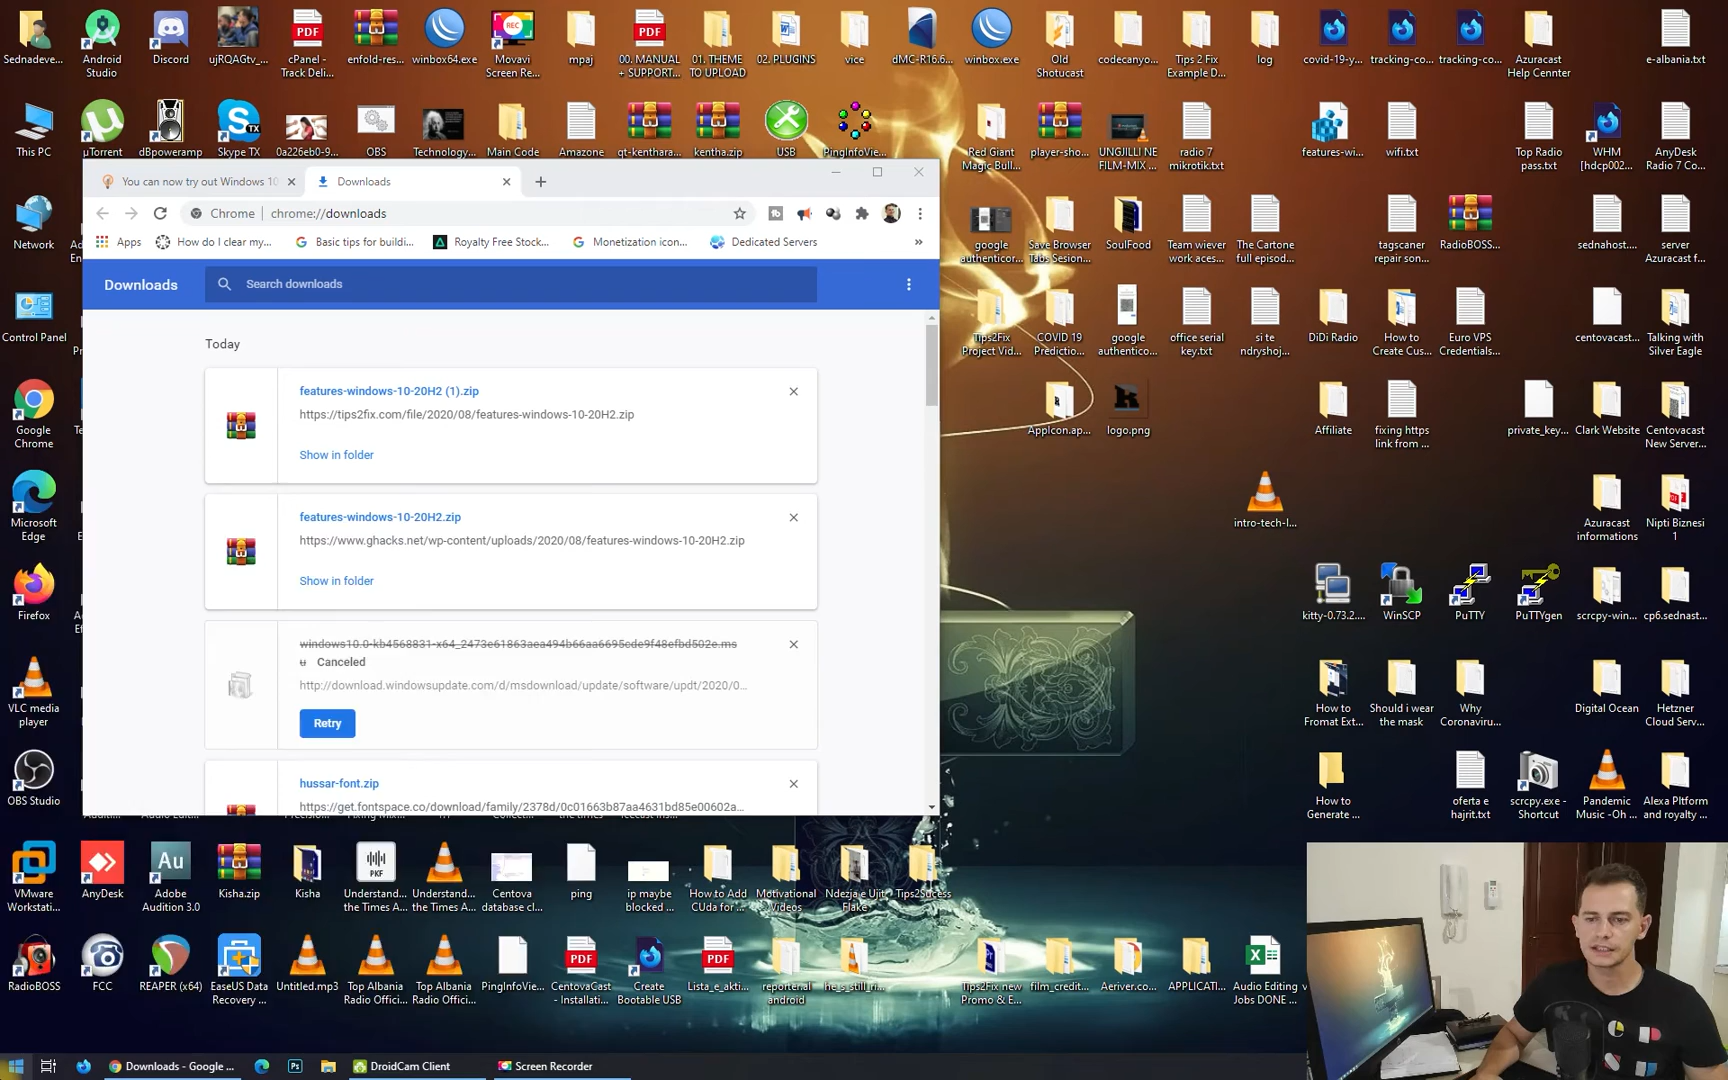 Sednadeve...
Android
Studio
Discord
ujRQAGtv_...
cPanel -
Track Deli...
enfold-res...
winbox64.exe
Movavi
Screen Re...
mpaj
00. MANUAL
+ SUPPORT...
01. THEME
TO UPLOAD
02. PLUGINS
vice
dMC-R16.6...
winbox.exe
Old
Shotucast
codecanyo...
Tips 2 Fix
Example D...
log
covid-19-y...
tracking-co...
tracking-co...
Azuracast
Help Cennter
e-albania.txt
This PC
µTorrent
dBpoweramp
Skype TX
0a226eb0-9...
OBS
Technology...
Main Code
Amazone
qt-kenthara...
kentha.zip
USB
PingInfoVie...
Red Giant
Magic Bull...
player-sho...
UNGJILLI NE
FILM-MIX ...
radio 7
mikrotik.txt
features-wi...
wifi.txt
Top Radio
pass.txt
WHM
[hdcp002...
AnyDesk
Radio 7 Co...
You can now try out Windows 10
Downloads
Chrome
chrome://downloads
Apps
How do I clear my...
Basic tips for buildi...
Royalty Free Stock...
Monetization icon...
Dedicated Servers
»
Downloads
Search downloads
Today
features-windows-10-20H2 (1).zip
https://tips2fix.com/file/2020/08/features-windows-10-20H2.zip
Show in folder
features-windows-10-20H2.zip
https://www.ghacks.net/wp-content/uploads/2020/08/features-windows-10-20H2.zip
Show in folder
windows10.0-kb4568831-x64_2473e61863aea494b66aa6695cde9f48efbd502e.ms
u Canceled
http://download.windowsupdate.com/d/msdownload/update/software/updt/2020/0...
Retry
hussar-font.zip
https://get.fontspace.co/download/family/2378d/0c01663b87aa4631bd85e00602a...
Network
Control Panel
Google
Chrome
Microsoft
Edge
Firefox
VLC media
player
OBS Studio
google
authenticor...
Save Browser
Tabs Sesion...
SoulFood
Team wiever
work aces...
The Cartone
full episod...
tagscaner
repair son...
RadioBOSS...
sednahost....
server
Azuracast f...
Tips2Fix
Project Vid...
COVID 19
Predictio...
google
authentico...
office serial
key.txt
si te
ndryshoj...
DiDi Radio
How to
Create Cus...
Euro VPS
Credentials...
centovacast...
Talking with
Silver Eagle
AppIcon.ap...
logo.png
Affiliate
fixing https
link from ...
private_key...
Clark Website
Centovacast
New Server...
intro-tech-l...
Azuracast
informations
Nipti Biznesi
1
kitty-0.73.2...
WinSCP
PuTTY
PuTTYgen
scrcpy-win...
cp6.sednast...
How to
Fromat Ext...
Should i wear
the mask
Why
Coronaviru...
Digital Ocean
Hetzner
Cloud Serv...
How to
Generate ...
oferta e
hajrit.txt
scrcpy.exe -
Shortcut
Pandemic
Music -Oh ...
Alexa Pltform
and royalty ...
VMware
Workstati...
AnyDesk
Adobe
Audition 3.0
Kisha.zip
Kisha
Understand...
the Times A...
Understand...
the Times A...
Centova
database cl...
ping
ip maybe
blocked ...
How to Add
CUda for ...
Motivational
Videos
Ndezja e Ujit
Flake
Tips2Sucess
RadioBOSS
FCC
REAPER (x64)
EaseUS Data
Recovery ...
Untitled.mp3
Top Albania
Radio Offici...
Top Albania
Radio Offici...
PingInfoVie...
CentovaCast
- Installati...
Create
Bootable USB
Lista_e_akti...
reporterial
android
he_s_still_ri...
Tips2Fix new
Promo & E...
film_credit...
Aeriver.co...
APPLICATI...
Audio Editing
Jobs DONE ...
Downloads - Google ...
DroidCam Client
Screen Recorder